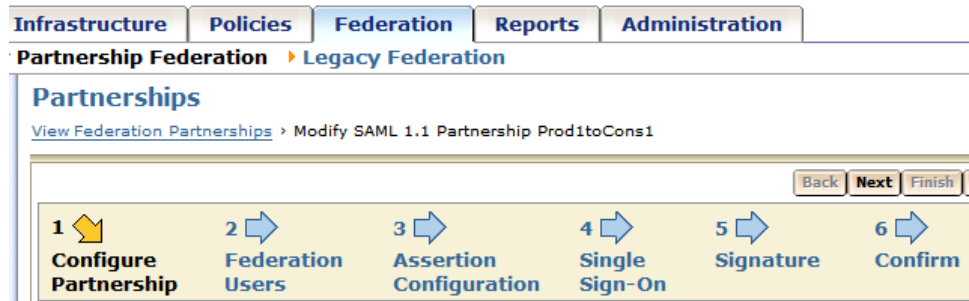 Infrastructure Policies Federation Reports Administration
Partnership Federation Legacy Federation
Partnerships
View Federation Partnerships › Modify SAML 1.1 Partnership Prod1toCons1
Back Next Finish
1 2 3 4 5 6
Configure Federation Assertion Single Signature Confirm
Partnership Users Configuration Sign-On